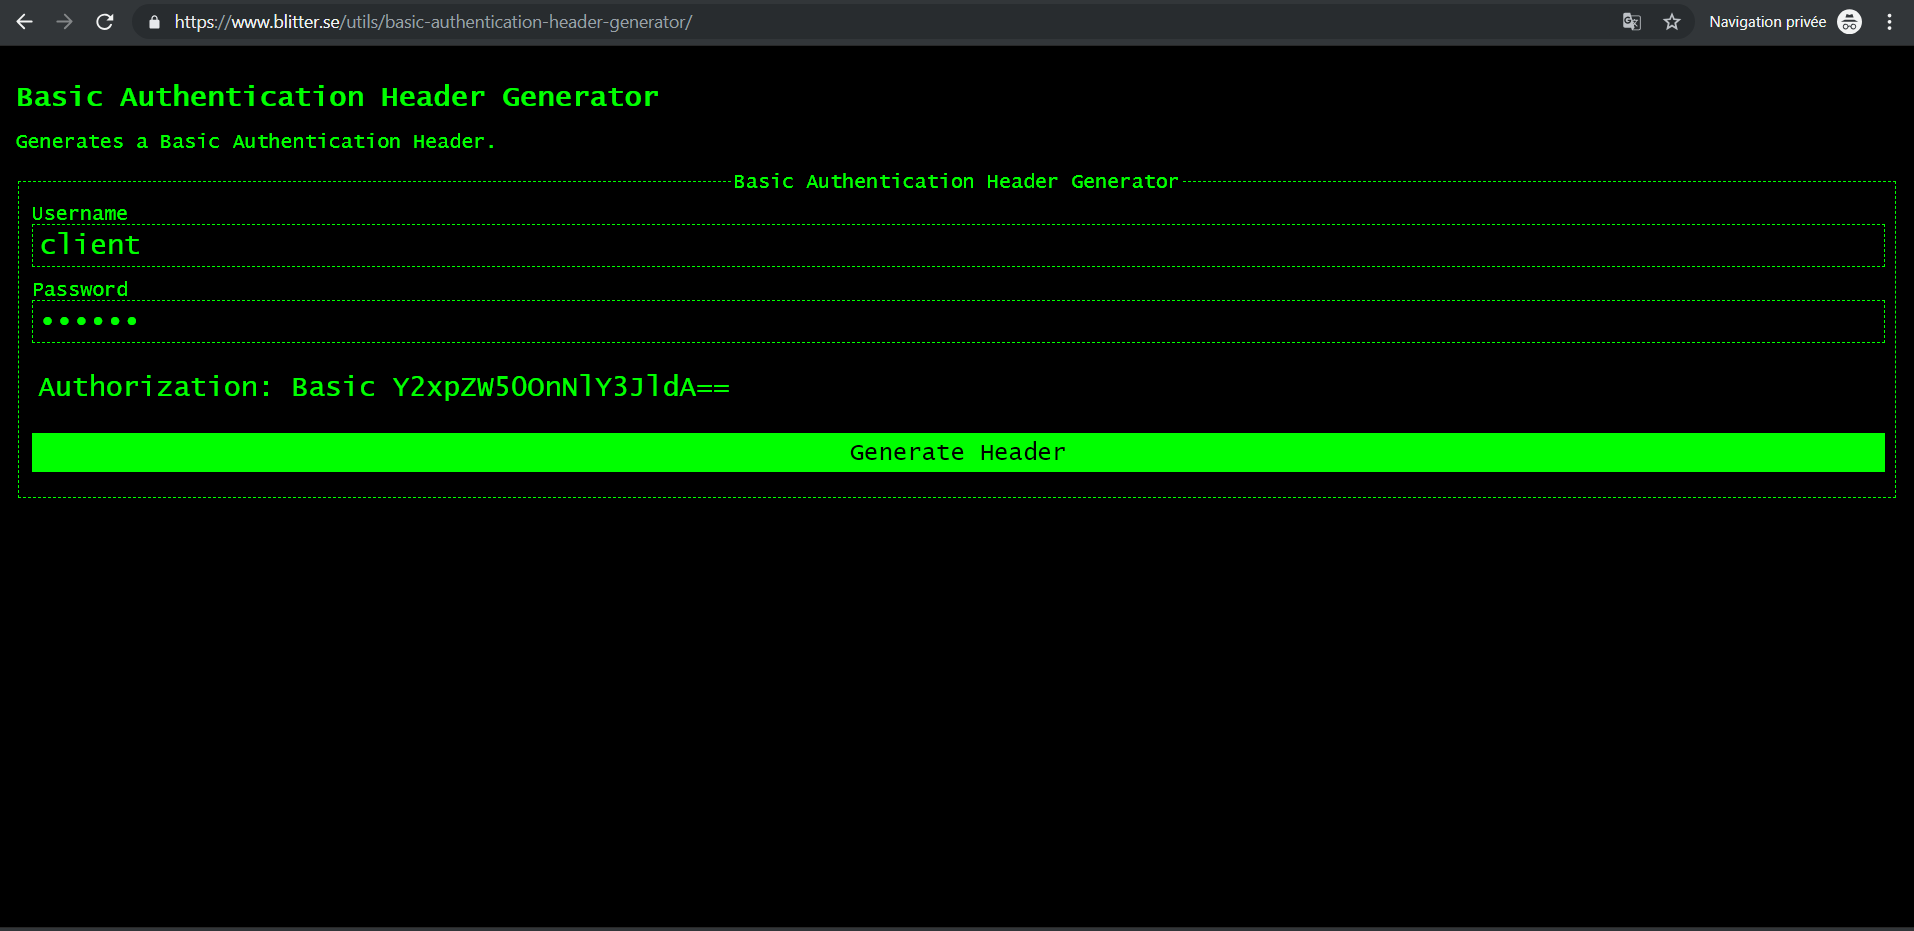 https://www.blitter.se/utils/basic-authentication-header-generator/
Navigation privée
Basic Authentication Header Generator
Generates a Basic Authentication Header.
Basic Authentication Header Generator
Username
client
Password
••••••
Authorization: Basic Y2xpZW50OnNlY3JldA==
Generate Header